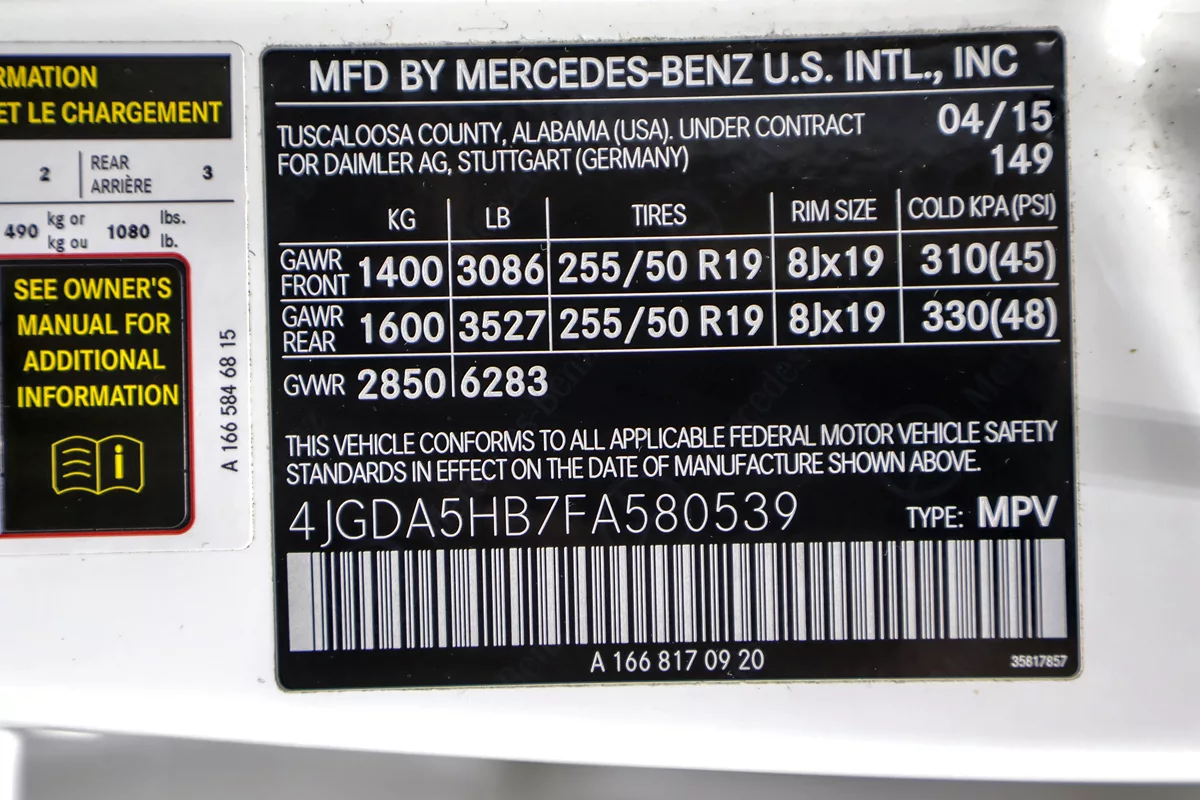 RMATION
ET LE CHARGEMENT
2 REAR 3
ARRIÈRE
490 kg or 1080 lbs.
kg ou lb.
SEE OWNER'S
MANUAL FOR
ADDITIONAL
INFORMATION
i
A 166 584 68 15
MFD BY MERCEDES-BENZ U.S. INTL., INC
TUSCALOOSA COUNTY, ALABAMA (USA). UNDER CONTRACT 04/15
FOR DAIMLER AG, STUTTGART (GERMANY) 149
KG LB TIRES RIM SIZE COLD KPA(PSI)
GAWR FRONT 1400 3086 255/50 R19 8Jx19 310(45)
GAWR REAR 1600 3527 255/50 R19 8Jx19 330(48)
GVWR 2850 6283
THIS VEHICLE CONFORMS TO ALL APPLICABLE FEDERAL MOTOR VEHICLE SAFETY
STANDARDS IN EFFECT ON THE DATE OF MANUFACTURE SHOWN ABOVE.
4JGDA5HB7FA580539 TYPE: MPV
A 166 817 09 20 35817857